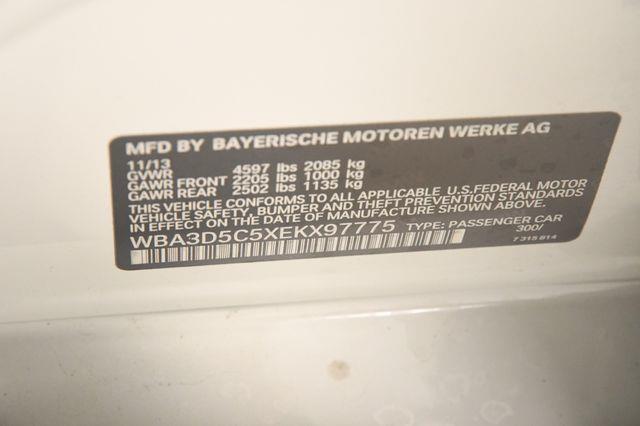 MFD BY BAYERISCHE MOTOREN WERKE AG
11/13
GVWR 4597 lbs 2085 kg
GAWR FRONT 2205 lbs 1000 kg
GAWR REAR 2502 lbs 1135 kg
THIS VEHICLE CONFORMS TO ALL APPLICABLE U.S.FEDERAL MOTOR
VEHICLE SAFETY, BUMPER, AND THEFT PREVENTION STANDARDS
IN EFFECT ON THE DATE OF MANUFACTURE SHOWN ABOVE.
WBA3D5C5XEKX97775 TYPE: PASSENGER CAR
300/
7 315 814